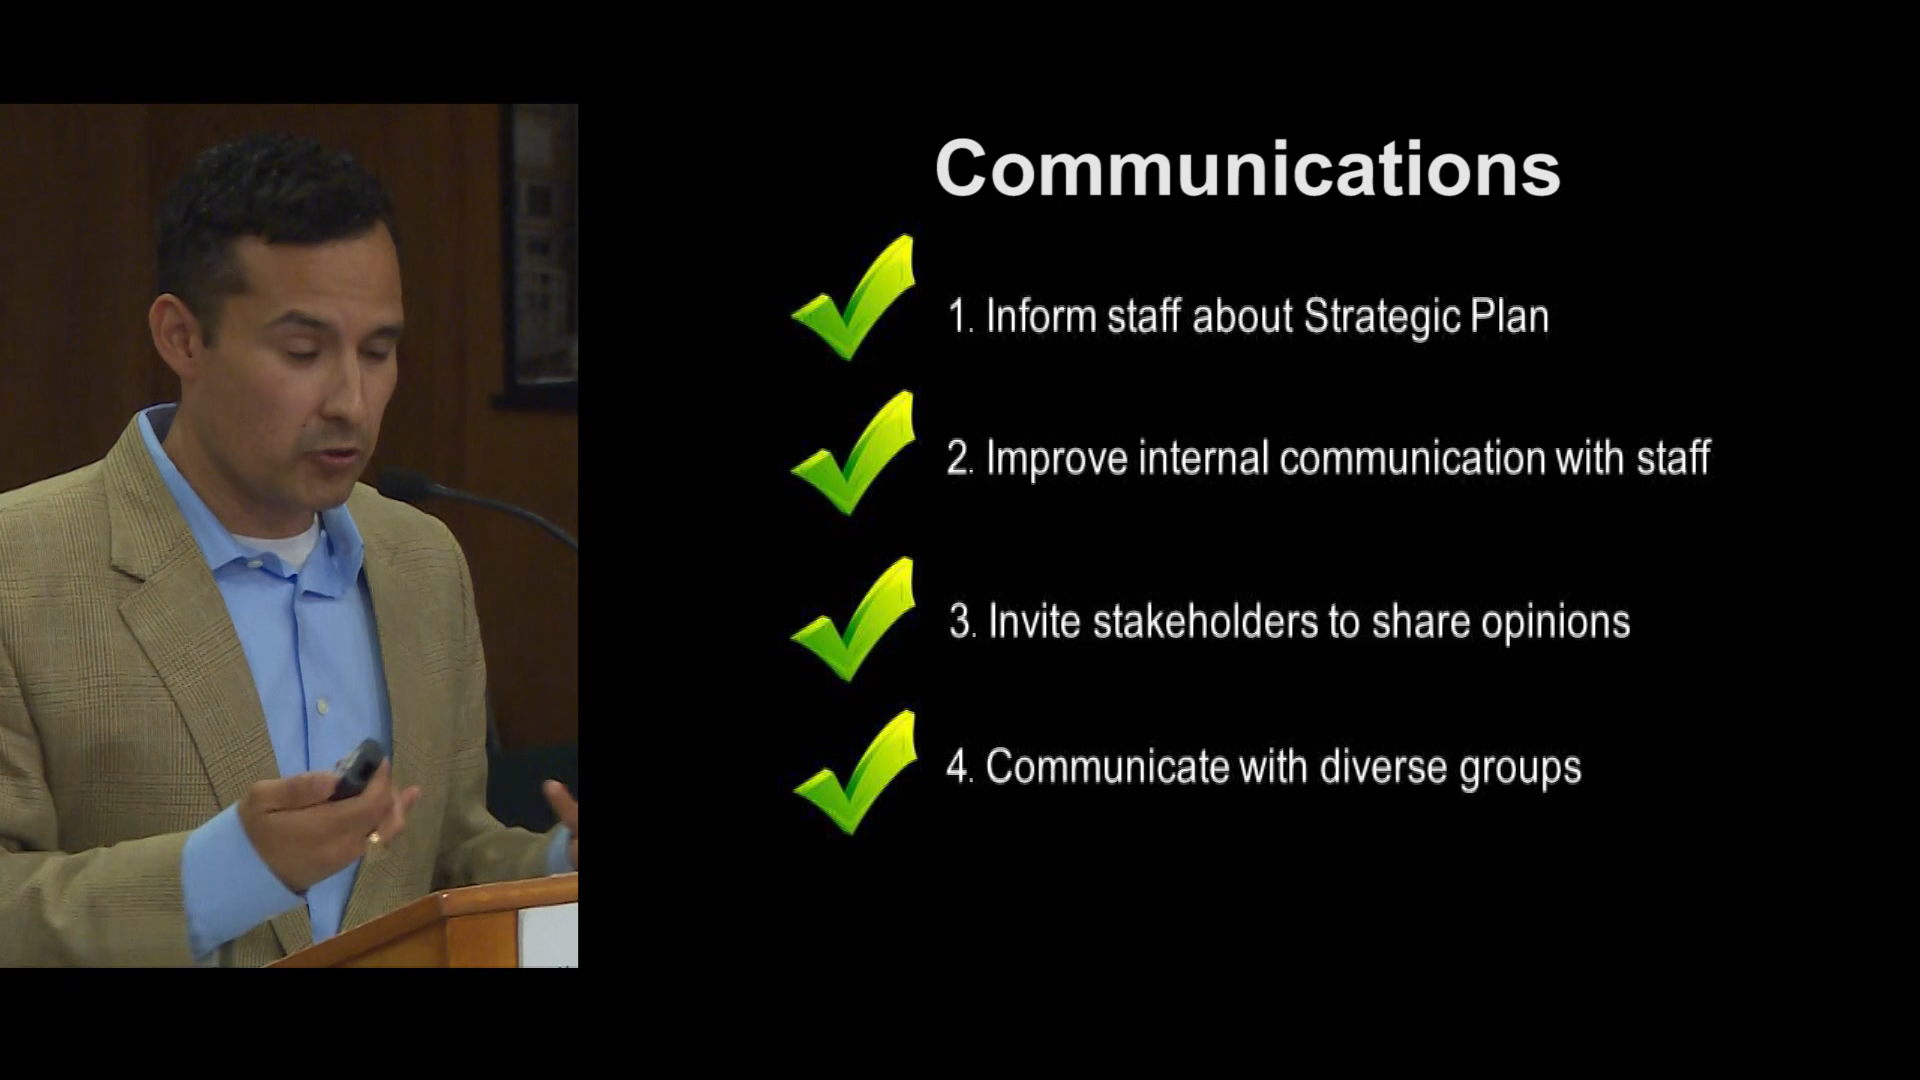 Communications
1. Inform staff about Strategic Plan
2. Improve internal communication with staff
3. Invite stakeholders to share opinions
4. Communicate with diverse groups